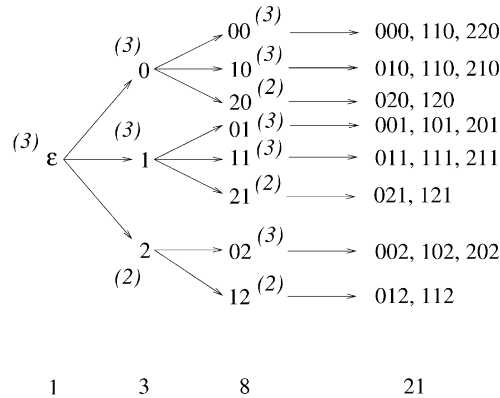 00 (3) 000, 110, 220
(3) 0 10 (3) 010, 110, 210
20 (2) 020, 120
01 (3) 001, 101, 201
(3) ε (3) 1 11 (3) 011, 111, 211
21 (2) 021, 121
2 (2) 02 (3) 002, 102, 202
12 (2) 012, 112
1 3 8 21